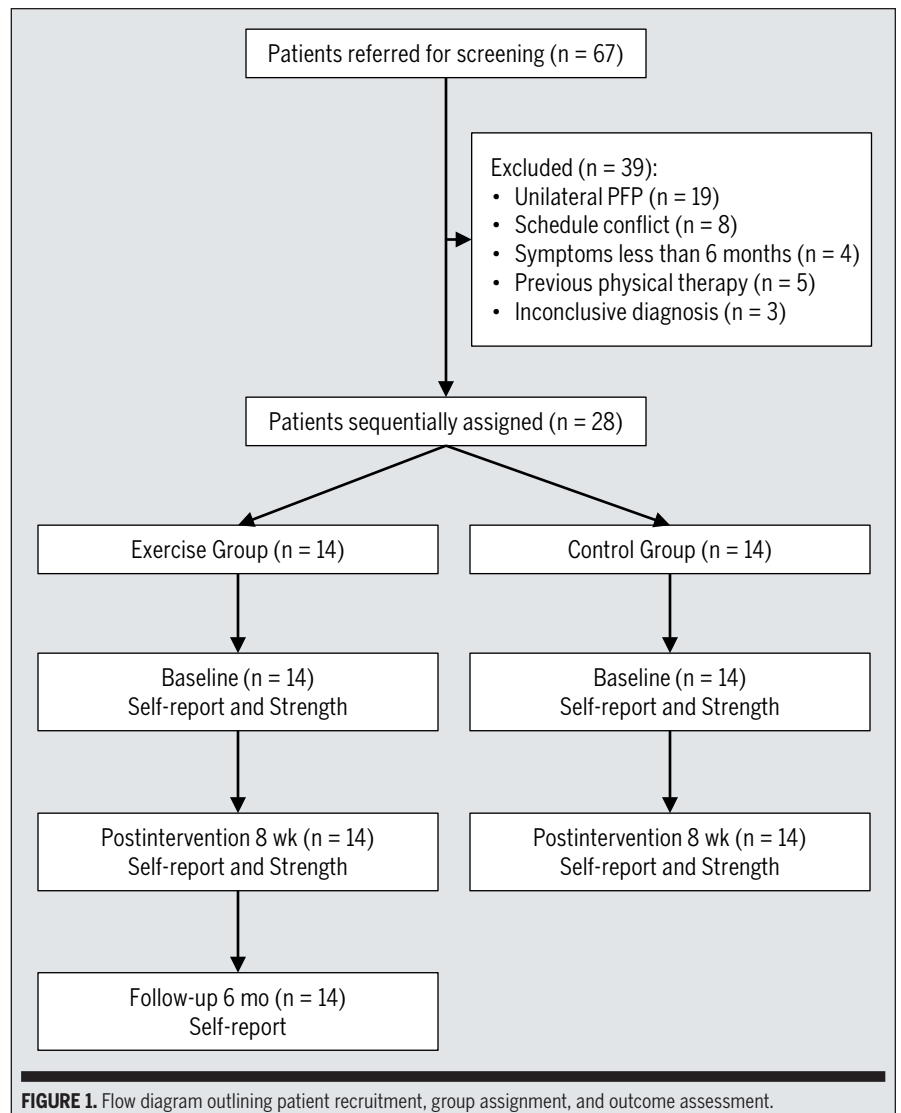 Patients referred for screening (n = 67)
Excluded (n = 39):
• Unilateral PFP (n = 19)
• Schedule conflict (n = 8)
• Symptoms less than 6 months (n = 4)
• Previous physical therapy (n = 5)
• Inconclusive diagnosis (n = 3)
Patients sequentially assigned (n = 28)
Exercise Group (n = 14)
Control Group (n = 14)
Baseline (n = 14)
Self-report and Strength
Baseline (n = 14)
Self-report and Strength
Postintervention 8 wk (n = 14)
Self-report and Strength
Postintervention 8 wk (n = 14)
Self-report and Strength
Follow-up 6 mo (n = 14)
Self-report
FIGURE 1. Flow diagram outlining patient recruitment, group assignment, and outcome assessment.